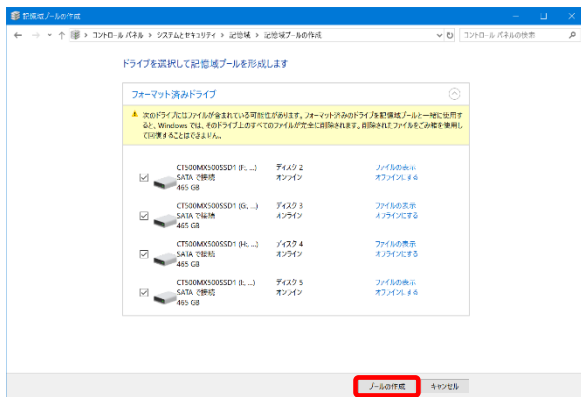 記憶域プールの作成
コントロール パネル › システムとセキュリティ › 記憶域 › 記憶域プールの作成
コントロール パネルの検索
ドライブを選択して記憶域プールを形成します
フォーマット済みドライブ
次のドライブにはファイルが含まれている可能性があります。フォーマット済みのドライブを記憶域プールと一緒に使用す
ると、Windows では、そのドライブ上のすべてのファイルが完全に削除されます。削除されたファイルをごみ箱を使用し
て回復することはできません。
CT500MX500SSD1 (F:, ...) ディスク 2 ファイルの表示
SATA で接続 オンライン オフラインにする
465 GB
CT500MX500SSD1 (G:, ...) ディスク 3 ファイルの表示
SATA で接続 オンライン オフラインにする
465 GB
CT500MX500SSD1 (H:, ...) ディスク 4 ファイルの表示
SATA で接続 オンライン オフラインにする
465 GB
CT500MX500SSD1 (I:, ...) ディスク 5 ファイルの表示
SATA で接続 オンライン オフラインにする
465 GB
プールの作成 キャンセル